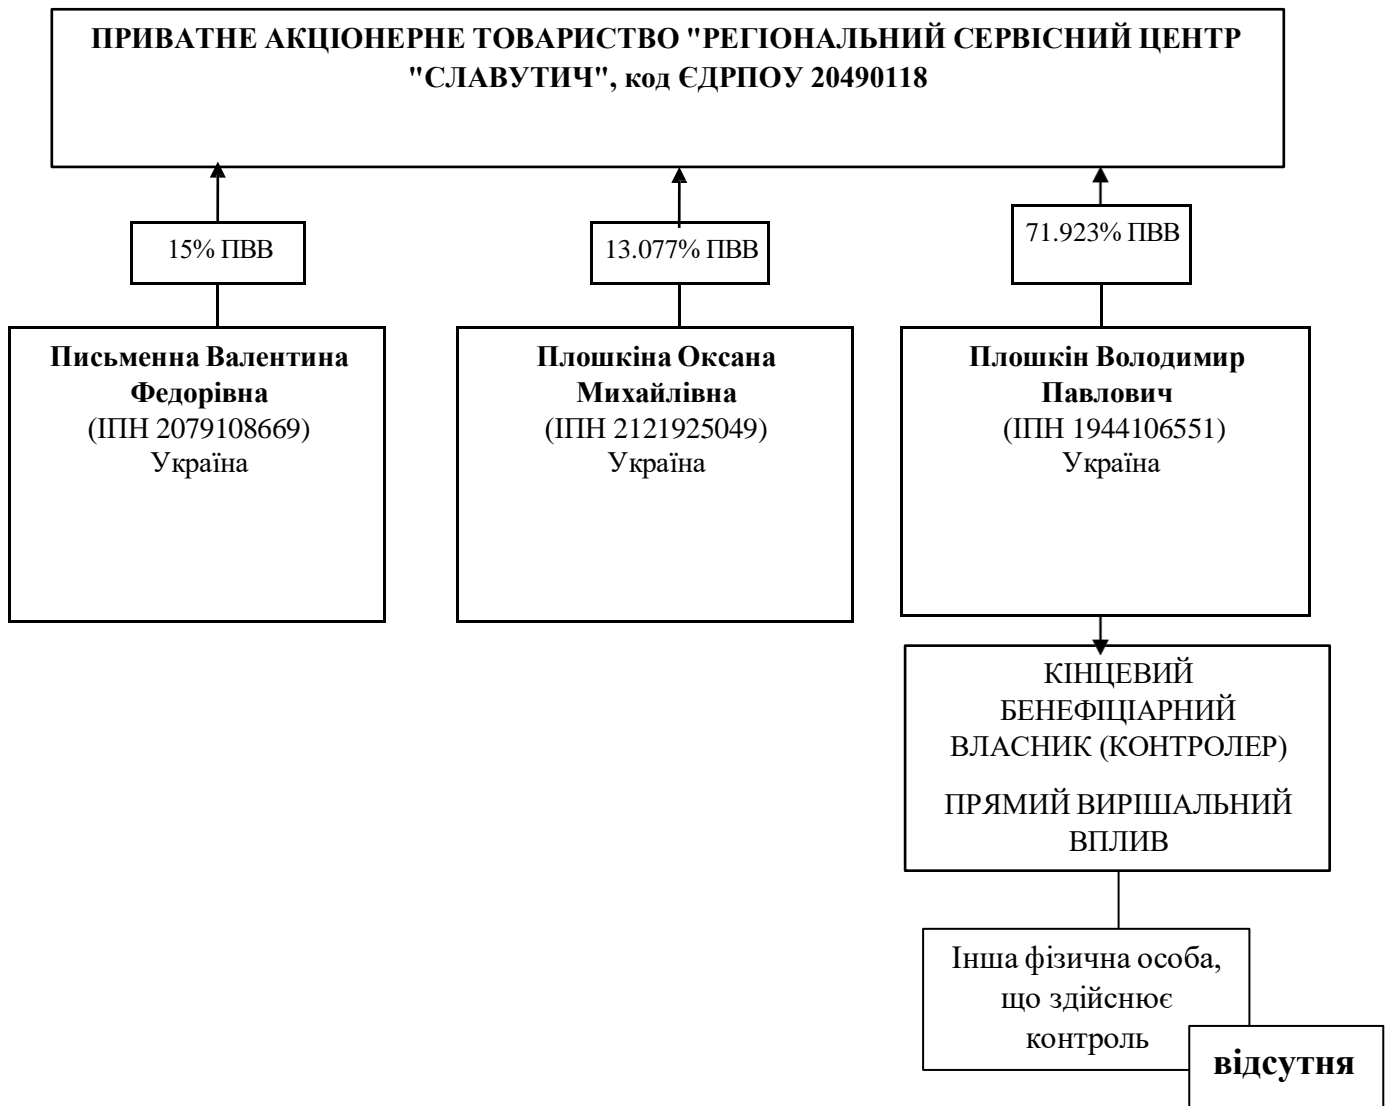 ПРИВАТНЕ АКЦІОНЕРНЕ ТОВАРИСТВО "РЕГІОНАЛЬНИЙ СЕРВІСНИЙ ЦЕНТР
"СЛАВУТИЧ", код ЄДРПОУ 20490118
15% ПВВ
13.077% ПВВ
71.923% ПВВ
Письменна Валентина
Федорівна
(ІПН 2079108669)
Україна
Плошкіна Оксана
Михайлівна
(ІПН 2121925049)
Україна
Плошкін Володимир
Павлович
(ІПН 1944106551)
Україна
КІНЦЕВИЙ
БЕНЕФІЦІАРНИЙ
ВЛАСНИК (КОНТРОЛЕР)
ПРЯМИЙ ВИРІШАЛЬНИЙ
ВПЛИВ
Інша фізична особа,
що здійснює
контроль
відсутня